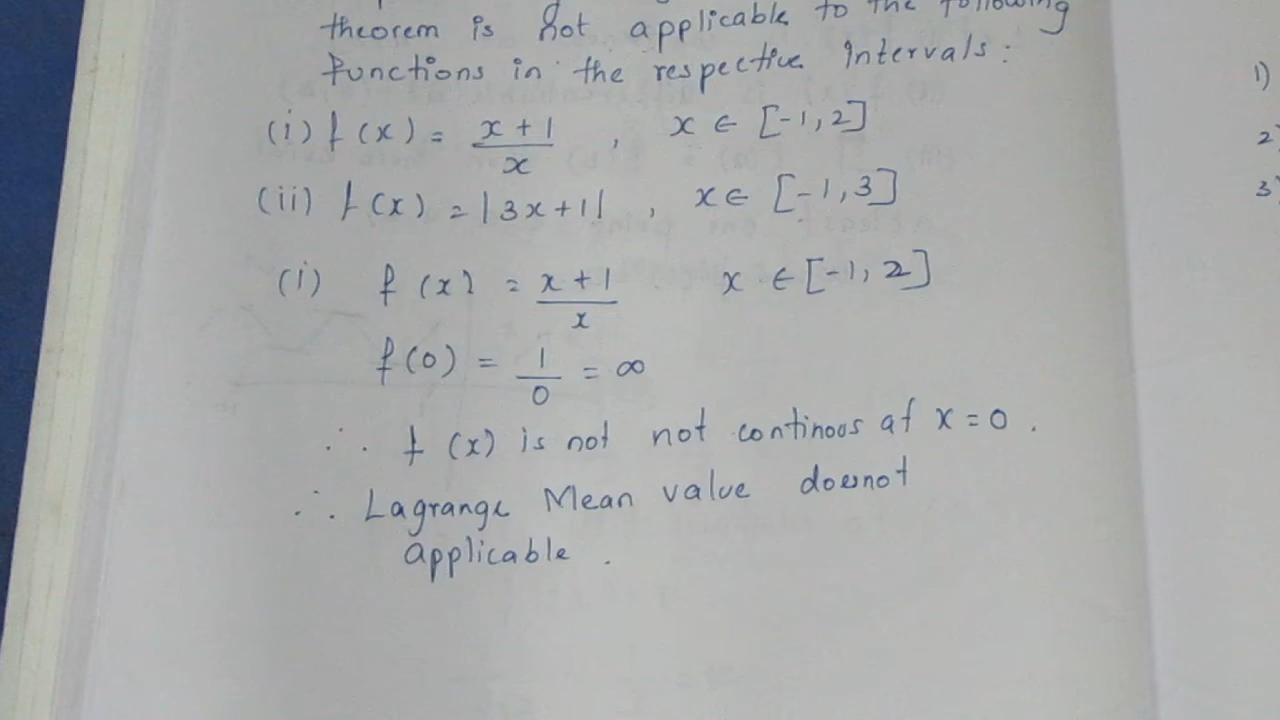 theorem is not applicable to the following
functions in the respective intervals:
(i) f(x) = x+1/x , x ∈ [-1,2]
(ii) f(x) = |3x+1| , x ∈ [-1,3]
(i) f(x) = x+1/x x ∈ [-1,2]
f(0) = 1/0 = ∞
∴ f(x) is not not continoos at x=0.
∴ Lagrange Mean value doesnot
applicable.
1)
2)
3)